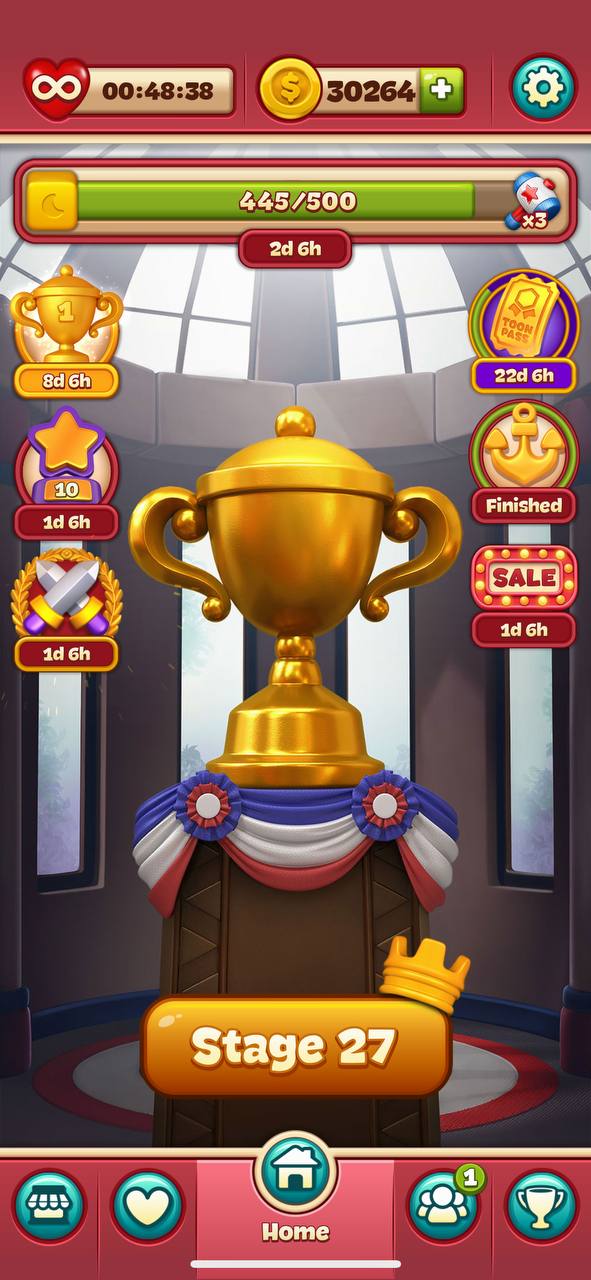 00:48:38
30264
445/500
x3
2d 6h
1
8d 6h
TOON
PASS
22d 6h
10
1d 6h
Finished
SALE
1d 6h
1d 6h
Stage 27
1
Home